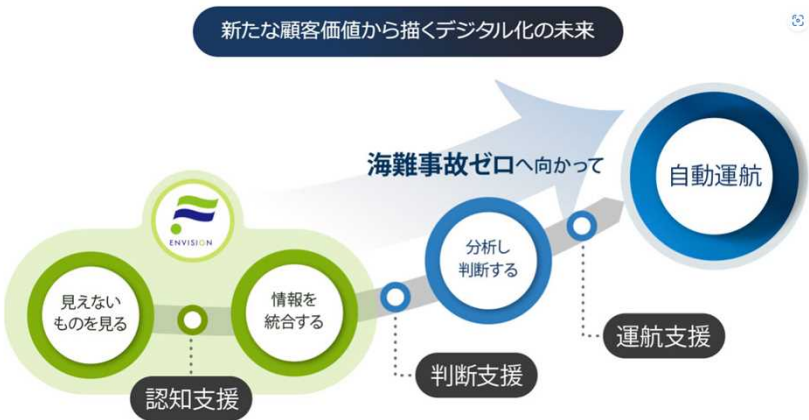 新たな顧客価値から描くデジタル化の未来
海難事故ゼロへ向かって
自動運航
ENVISION
分析し
判断する
見えない
ものを見る
情報を
統合する
運航支援
判断支援
認知支援